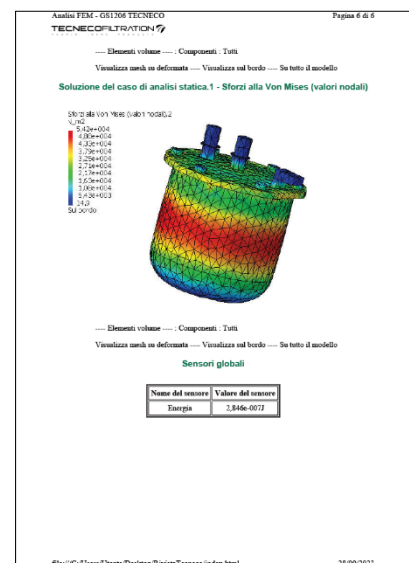 Analisi FEM - GS1206 TECNECO Pagina 6 di 6
TECNECOFILTRATION
---- Elementi volume ---- : Componenti : Tutti
Visualizza mesh su deformata ---- Visualizza sul bordo ---- Su tutto il modello
Soluzione del caso di analisi statica.1 - Sforzi alla Von Mises (valori nodali)
Sforzi alla Von Mises (valori nodali).2
N_m2
5,42e+004
4,88e+004
4,33e+004
3,79e+004
3,25e+004
2,71e+004
2,17e+004
1,63e+004
1,08e+004
5,43e+003
14,9
Sul bordo
---- Elementi volume ---- : Componenti : Tutti
Visualizza mesh su deformata ---- Visualizza sul bordo ---- Su tutto il modello
Sensori globali
Nome del sensore Valore del sensore
Energia 2,846e-007J
28/09/2022